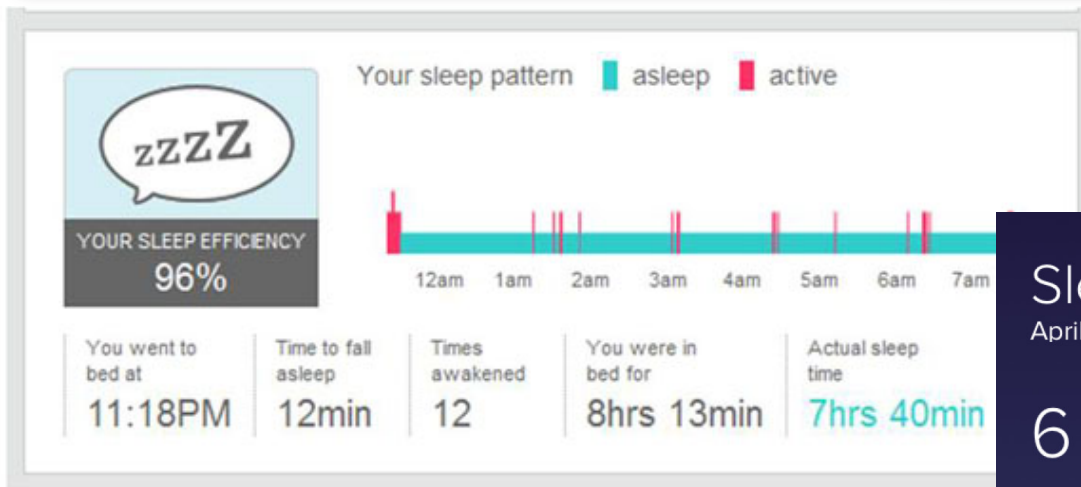 Your sleep pattern asleep active
zzzZ
YOUR SLEEP EFFICIENCY
96%
12am 1am 2am 3am 4am 5am 6am 7am
You went to
bed at
11:18PM
Time to fall
asleep
12min
Times
awakened
12
You were in
bed for
8hrs 13min
Actual sleep
time
7hrs 40min
April
6